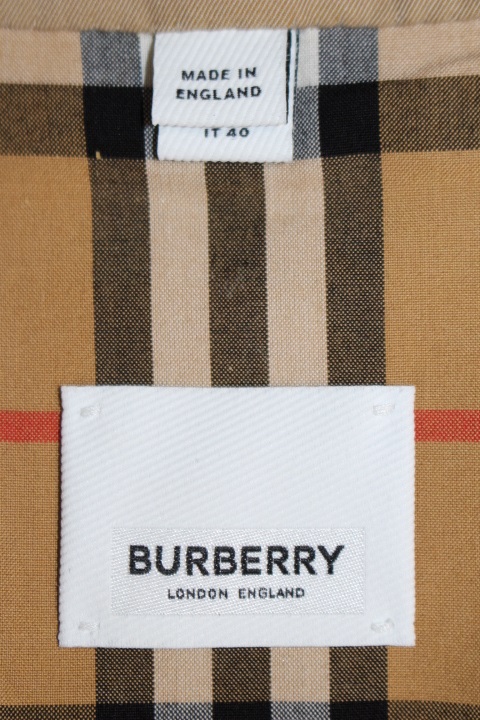 MADE IN
ENGLAND
IT 40
BURBERRY
LONDON ENGLAND